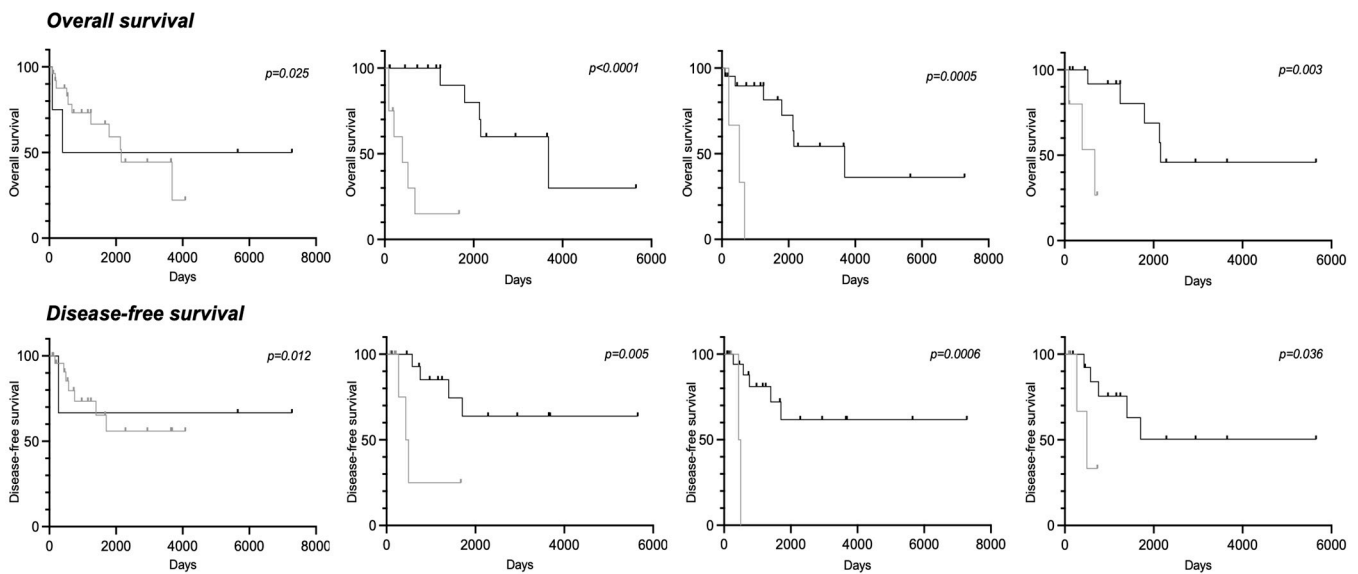 Overall survival
p=0.025
Overall survival
100
50
0
0 2000 4000 6000 8000
Days
p<0.0001
Overall survival
100
50
0
0 2000 4000 6000
Days
p=0.0005
Overall survival
100
50
0
0 2000 4000 6000 8000
Days
p=0.003
Overall survival
100
50
0
0 2000 4000 6000
Days
Disease-free survival
p=0.012
Disease-free survival
100
50
0
0 2000 4000 6000 8000
Days
p=0.005
Disease-free survival
100
50
0
0 2000 4000 6000
Days
p=0.0006
Disease-free survival
100
50
0
0 2000 4000 6000 8000
Days
p=0.036
Disease-free survival
100
50
0
0 2000 4000 6000
Days